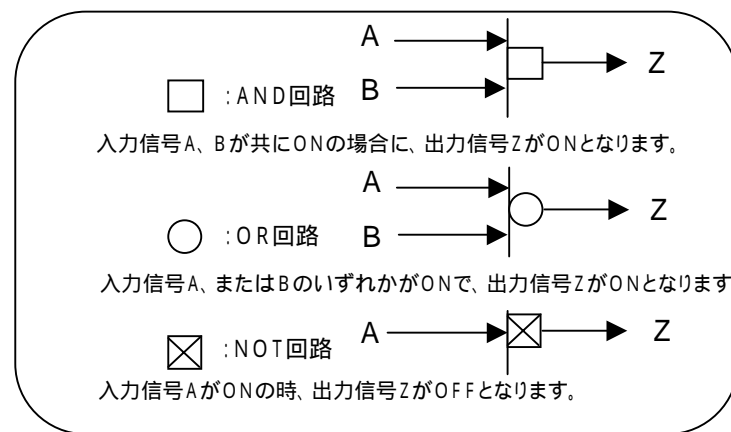 A
Z
:AND回路 B
入力信号A、Bが共にONの場合に、出力信号ZがONとなります。
A
Z
:OR回路 B
入力信号A、またはBのいずれかがONで、出力信号ZがONとなります
A Z
:NOT回路
入力信号AがONの時、出力信号ZがOFFとなります。